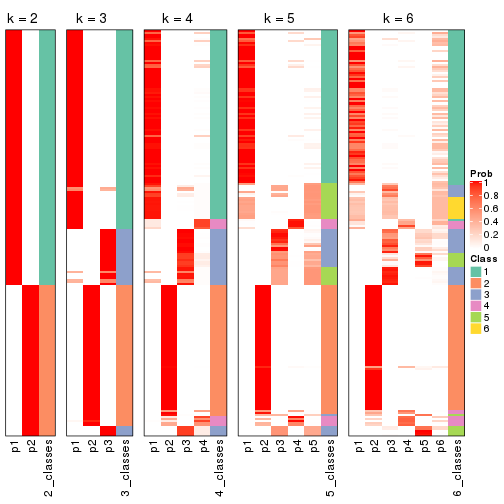 k = 2
k = 3
k = 4
k = 5
k = 6
p1
p2
2_classes
p1
p2
p3
3_classes
p1
p2
p3
p4
4_classes
p1
p2
p3
p4
p5
5_classes
p1
p2
p3
p4
p5
p6
6_classes
Prob
1
0.8
0.6
0.4
0.2
0
Class
1
2
3
4
5
6